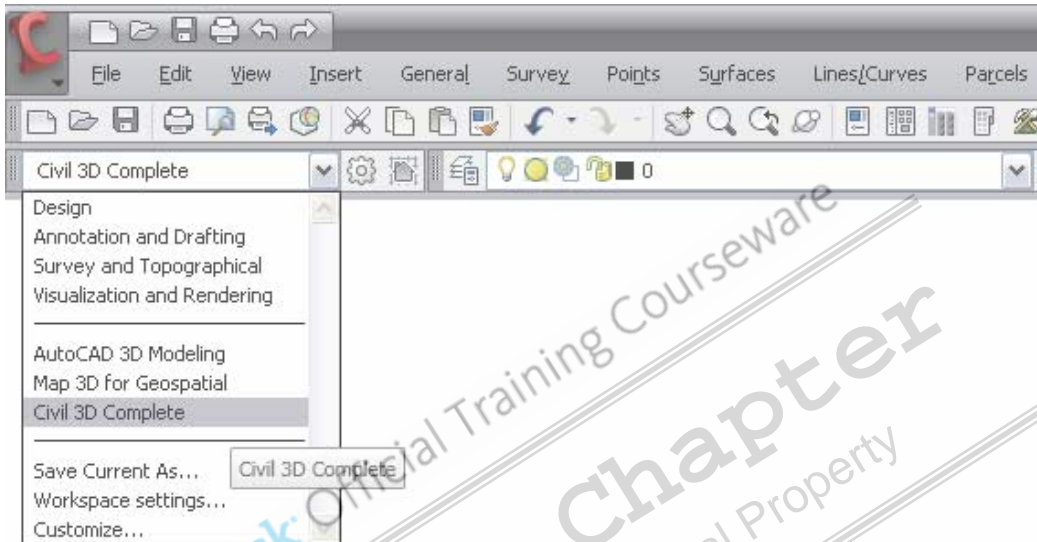 File Edit View Insert General Survey Points Surfaces Lines/Curves Parcels
Civil 3D Complete 0
Design
Annotation and Drafting
Survey and Topographical
Visualization and Rendering
AutoCAD 3D Modeling
Map 3D for Geospatial
Civil 3D Complete
Save Current As...
Civil 3D Complete
Workspace settings...
Customize...
Official Training Courseware
Chapter
Property